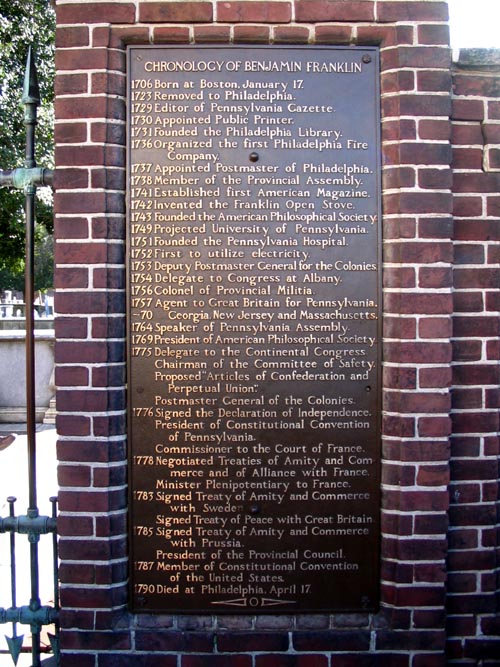 CHRONOLOGY OF BENJAMIN FRANKLIN
1706 Born at Boston, January 17.
1723 Removed to Philadelphia.
1729 Editor of Pennsylvania Gazette.
1730 Appointed Public Printer.
1731 Founded the Philadelphia Library.
1736 Organized the first Philadelphia Fire
Company.
1737 Appointed Postmaster of Philadelphia.
1738 Member of the Provincial Assembly.
1741 Established first American Magazine.
1742 Invented the Franklin Open Stove.
1743 Founded the American Philosophical Society
1749 Projected University of Pennsylvania.
1751 Founded the Pennsylvania Hospital.
1752 First to utilize electricity.
1753 Deputy Postmaster General for the Colonies.
1754 Delegate to Congress at Albany.
1756 Colonel of Provincial Militia.
1757 Agent to Great Britain for Pennsylvania,
-70 Georgia, New Jersey and Massachusetts.
1764 Speaker of Pennsylvania Assembly.
1769 President of American Philosophical Society.
1775 Delegate to the Continental Congress
Chairman of the Committee of Safety.
Proposed "Articles of Confederation and
Perpetual Union".
Postmaster General of the Colonies.
1776 Signed the Declaration of Independence.
President of Constitutional Convention
of Pennsylvania.
Commissioner to the Court of France.
1778 Negotiated Treaties of Amity and Com-
merce and of Alliance with France.
Minister Plenipotentiary to France.
1783 Signed Treaty of Amity and Commerce
with Sweden
Signed Treaty of Peace with Great Britain
1785 Signed Treaty of Amity and Commerce
with Prussia.
President of the Provincial Council.
1787 Member of Constitutional Convention
of the United States.
1790 Died at Philadelphia, April 17.